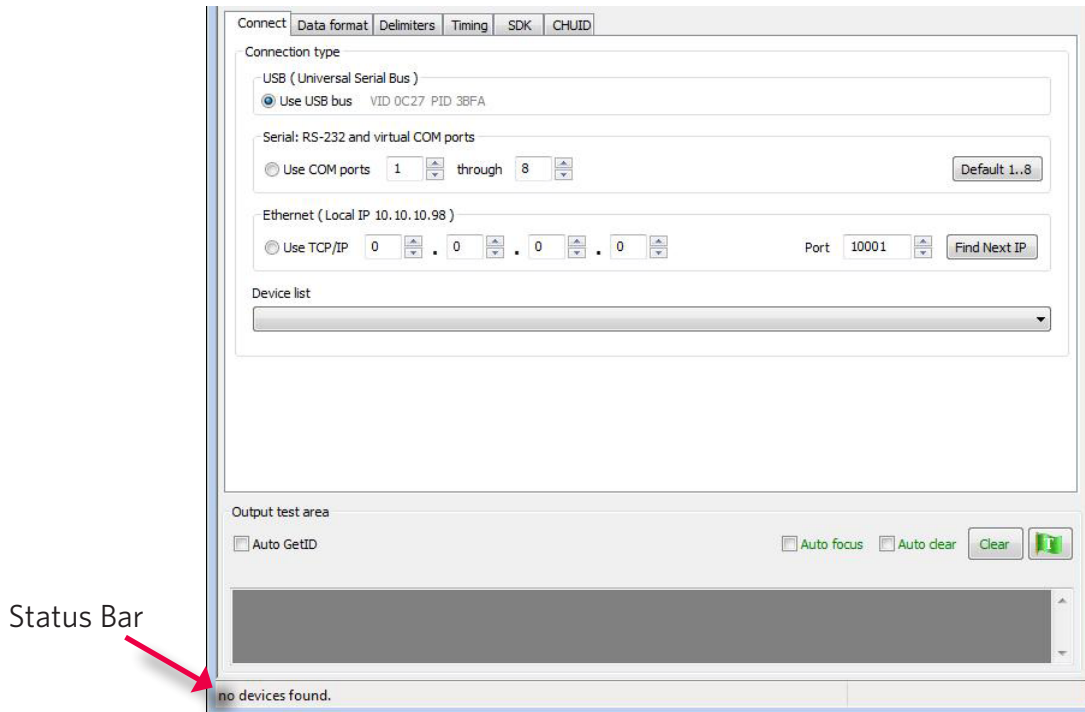 Connect Data format Delimiters Timing SDK CHUID
Connection type
USB ( Universal Serial Bus )
Use USB bus VID 0C27 PID 3BFA
Serial: RS-232 and virtual COM ports
Use COM ports 1 through 8 Default 1..8
Ethernet ( Local IP 10.10.10.98 )
Use TCP/IP 0 . 0 . 0 . 0 Port 10001 Find Next IP
Device list
Output test area
Auto GetID Auto focus Auto clear Clear T
Status Bar
no devices found.